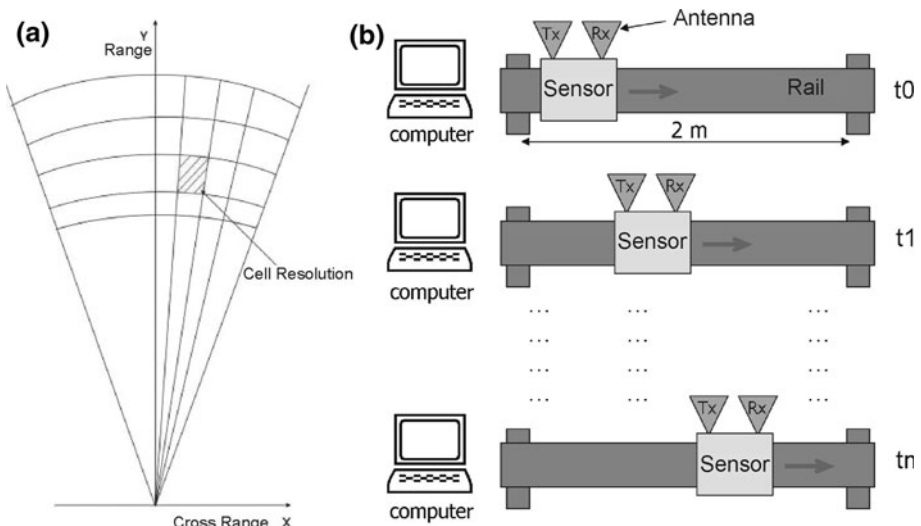 (a)
Y
Range
Cell Resolution
Cross Range X
(b)
Antenna
Tx Rx
Sensor
Rail
t0
computer
2 m
Tx Rx
Sensor
t1
computer
... ... ...
... ... ...
... ... ...
... ... ...
Tx Rx
Sensor
tn
computer